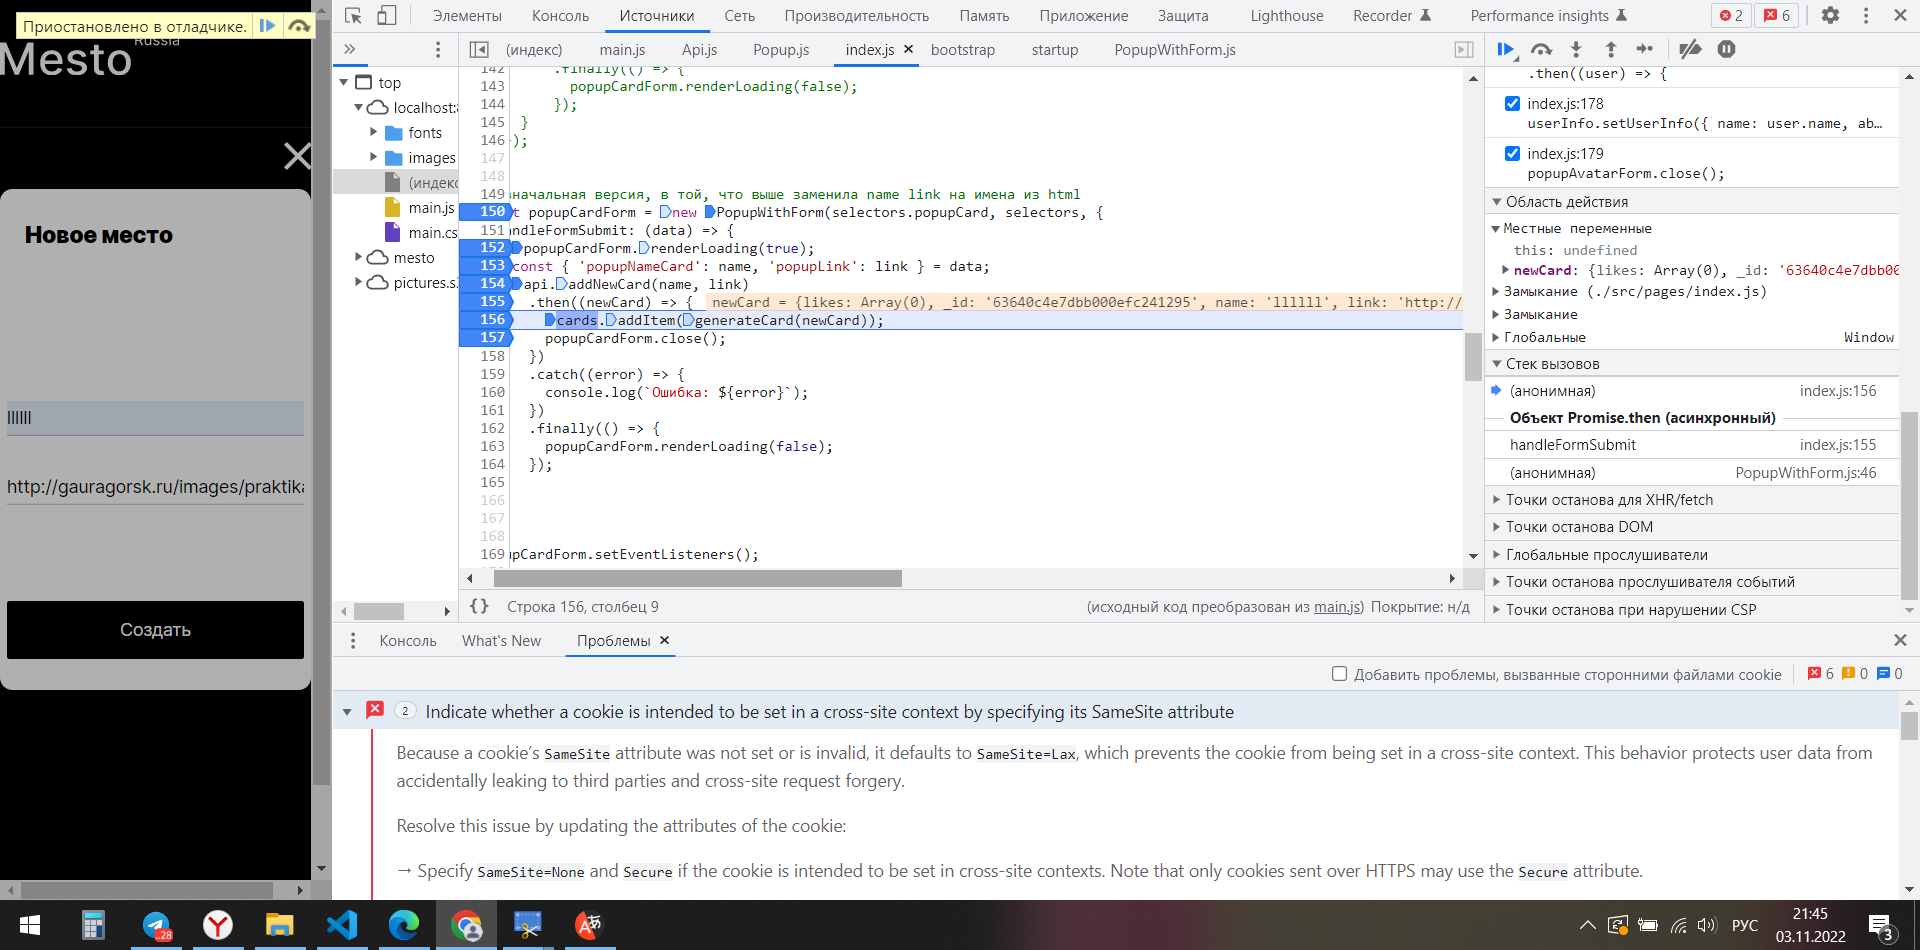 Приостановлено в отладчике.
Russia
Mesto
Новое место
llllll
http://gauragorsk.ru/images/praktika
Создать
Элементы Консоль Источники Сеть Производительность Память Приложение Защита Lighthouse Recorder Performance insights 2 6
(индекс) main.js Api.js Popup.js index.js bootstrap startup PopupWithForm.js
top
localhost:8
fonts
images
(индекс
main.js
main.cs
mesto
pictures.s
142 .finally(() => {
143 popupCardForm.renderLoading(false);
144 });
145 }
146 );
147
148
149 значальная версия, в той, что выше заменила name link на имена из html
150 t popupCardForm = new PopupWithForm(selectors.popupCard, selectors, {
151 ndleFormSubmit: (data) => {
152 popupCardForm.renderLoading(true);
153 const { 'popupNameCard': name, 'popupLink': link } = data;
154 api.addNewCard(name, link)
155 .then((newCard) => { newCard = {likes: Array(0), _id: '63640c4e7dbb000efc241295', name: 'llllll', link: 'http://
156 cards.addItem(generateCard(newCard));
157 popupCardForm.close();
158 })
159 .catch((error) => {
160 console.log(`Ошибка: ${error}`);
161 })
162 .finally(() => {
163 popupCardForm.renderLoading(false);
164 });
165
166
167
168
169 pCardForm.setEventListeners();
{} Строка 156, столбец 9 (исходный код преобразован из main.js) Покрытие: н/д
.then((user) => {
index.js:178
userInfo.setUserInfo({ name: user.name, ab…
index.js:179
popupAvatarForm.close();
Область действия
Местные переменные
this: undefined
newCard: {likes: Array(0), _id: '63640c4e7dbb00
Замыкание (./src/pages/index.js)
Замыкание
Глобальные Window
Стек вызовов
(анонимная) index.js:156
Объект Promise.then (асинхронный)
handleFormSubmit index.js:155
(анонимная) PopupWithForm.js:46
Точки останова для XHR/fetch
Точки останова DOM
Глобальные прослушиватели
Точки останова прослушивателя событий
Точки останова при нарушении CSP
Консоль What's New Проблемы
Добавить проблемы, вызванные сторонними файлами cookie 6 0 0
2 Indicate whether a cookie is intended to be set in a cross-site context by specifying its SameSite attribute
Because a cookie’s SameSite attribute was not set or is invalid, it defaults to SameSite=Lax, which prevents the cookie from being set in a cross-site context. This behavior protects user data from
accidentally leaking to third parties and cross-site request forgery.
Resolve this issue by updating the attributes of the cookie:
→ Specify SameSite=None and Secure if the cookie is intended to be set in cross-site contexts. Note that only cookies sent over HTTPS may use the Secure attribute.
..28
РУС
21:45
03.11.2022
3